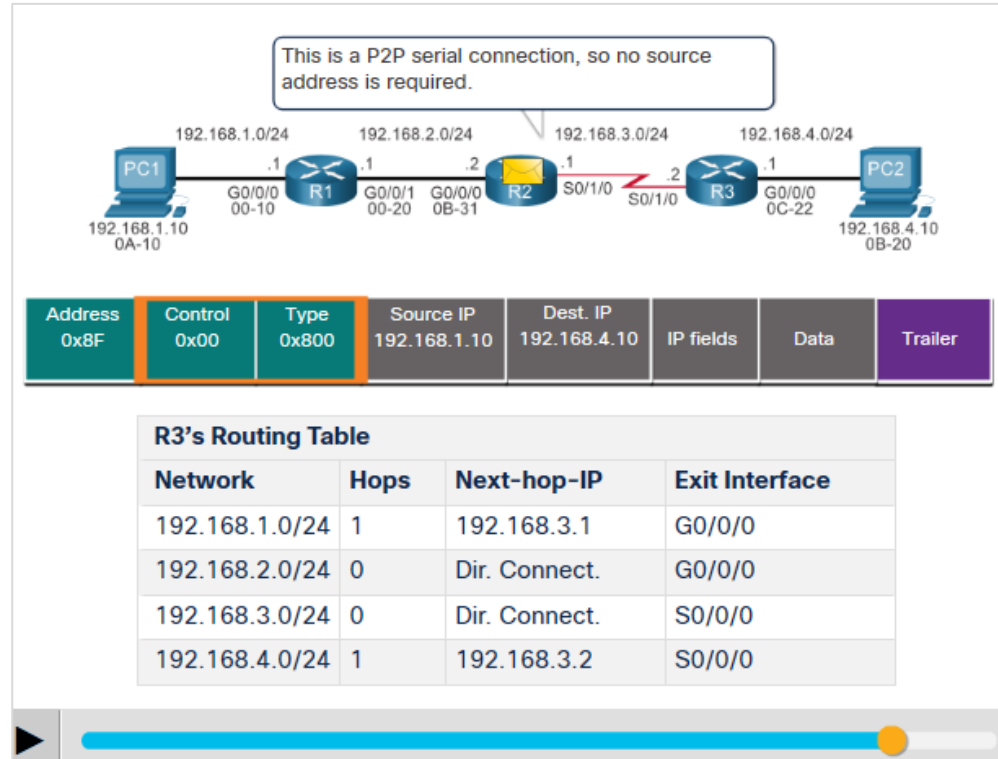 This is a P2P serial connection, so no source
address is required.
192.168.1.0/24 192.168.2.0/24 192.168.3.0/24 192.168.4.0/24
PC1 .1 R1 .1 .2 R2 .1 .2 R3 .1 PC2
G0/0/0 G0/0/1 G0/0/0 S0/1/0 S0/1/0 G0/0/0
00-10 00-20 0B-31 0C-22
192.168.1.10 192.168.4.10
0A-10 0B-20
Address Control Type Source IP Dest. IP IP fields Data Trailer
0x8F 0x00 0x800 192.168.1.10 192.168.4.10
R3's Routing Table
Network Hops Next-hop-IP Exit Interface
192.168.1.0/24 1 192.168.3.1 G0/0/0
192.168.2.0/24 0 Dir. Connect. G0/0/0
192.168.3.0/24 0 Dir. Connect. S0/0/0
192.168.4.0/24 1 192.168.3.2 S0/0/0